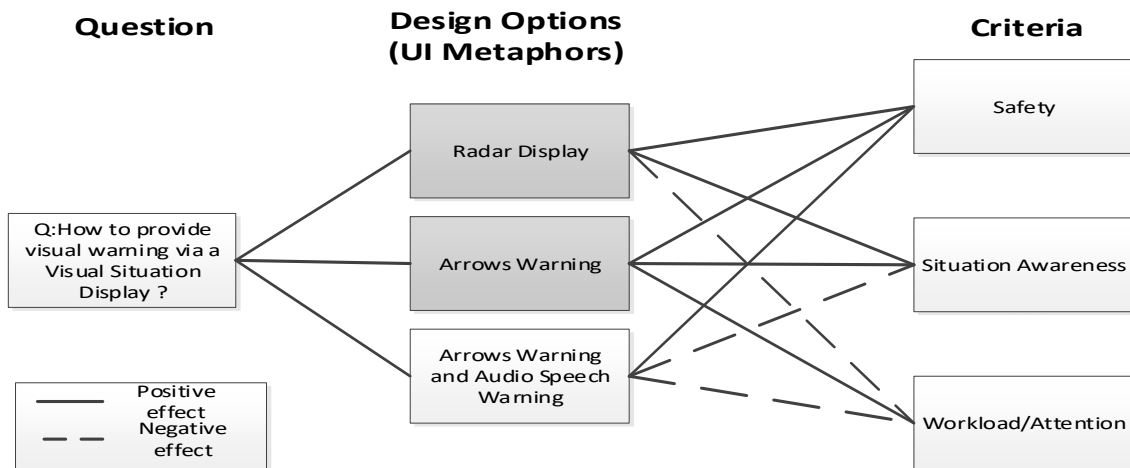 Question
Design Options
(UI Metaphors)
Criteria
Safety
Radar Display
Q:How to provide
visual warning via a
Visual Situation
Display ?
Arrows Warning
Situation Awareness
Arrows Warning
and Audio Speech
Warning
Workload/Attention
Positive
effect
Negative
effect